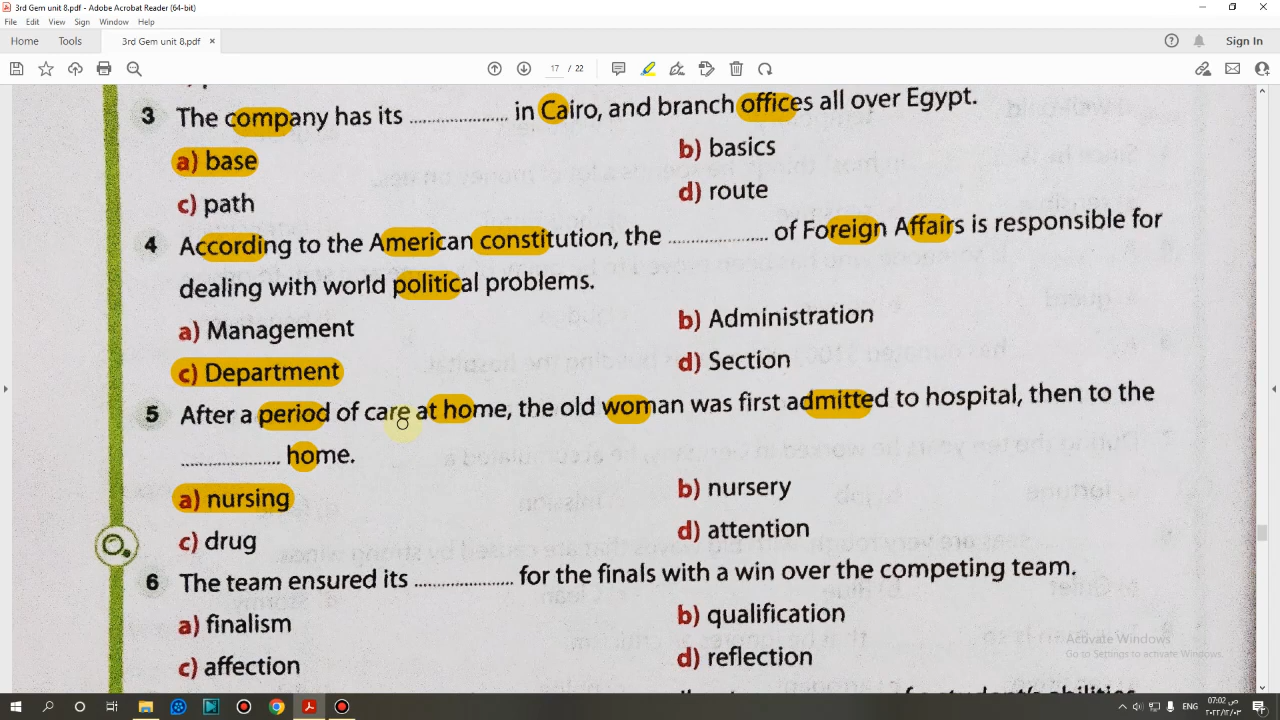 3rd Gem unit 8.pdf - Adobe Acrobat Reader (64-bit)
File Edit View Sign Window Help
Home Tools 3rd Gem unit 8.pdf × Sign In
17 / 22
3 The company has its .................... in Cairo, and branch offices all over Egypt.
a) base b) basics
c) path d) route
4 According to the American constitution, the .................... of Foreign Affairs is responsible for
dealing with world political problems.
a) Management b) Administration
c) Department d) Section
5 After a period of care at home, the old woman was first admitted to hospital, then to the
.................... home.
a) nursing b) nursery
c) drug d) attention
6 The team ensured its .................... for the finals with a win over the competing team.
a) finalism b) qualification
c) affection d) reflection
Activate Windows
Go to Settings to activate Windows.
ENG 07:02 ص
٢٠٢٢/١٢/٠٣